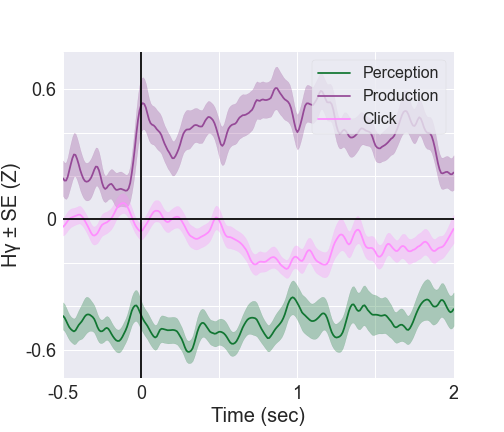 Perception
Production
Click
0.6
0
-0.6
Hγ ± SE (Z)
-0.5
0
1
2
Time (sec)